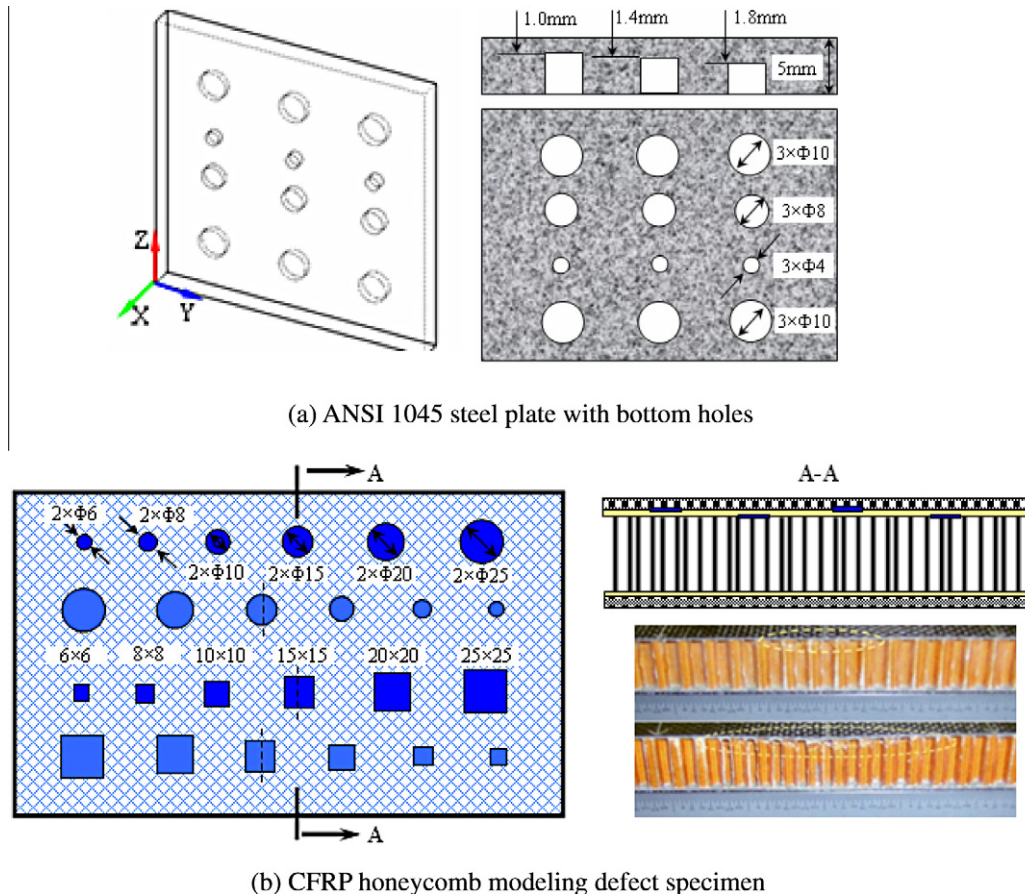 1.0mm 1.4mm 1.8mm
5mm
3×Φ10
3×Φ8
3×Φ4
3×Φ10
Z
X Y
(a) ANSI 1045 steel plate with bottom holes
A A-A
2×Φ6 2×Φ8
2×Φ10 2×Φ15 2×Φ20 2×Φ25
6×6 8×8 10×10 15×15 20×20 25×25
A
(b) CFRP honeycomb modeling defect specimen